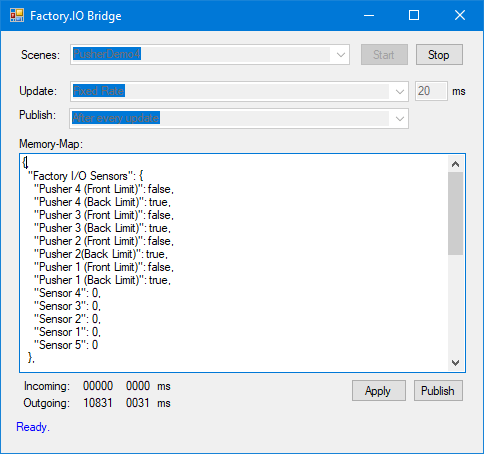 Factory.IO Bridge
Scenes: PusherDemo4 Start Stop
Update: Fixed Rate 20 ms
Publish: After every update
Memory-Map:
{
"Factory I/O Sensors": {
"Pusher 4 (Front Limit)": false,
"Pusher 4 (Back Limit)": true,
"Pusher 3 (Front Limit)": false,
"Pusher 3 (Back Limit)": true,
"Pusher 2 (Front Limit)": false,
"Pusher 2(Back Limit)": true,
"Pusher 1 (Front Limit)": false,
"Pusher 1 (Back Limit)": true,
"Sensor 4": 0,
"Sensor 3": 0,
"Sensor 2": 0,
"Sensor 1": 0,
"Sensor 5": 0
},
Incoming: 00000 0000 ms Apply Publish
Outgoing: 10831 0031 ms
Ready.